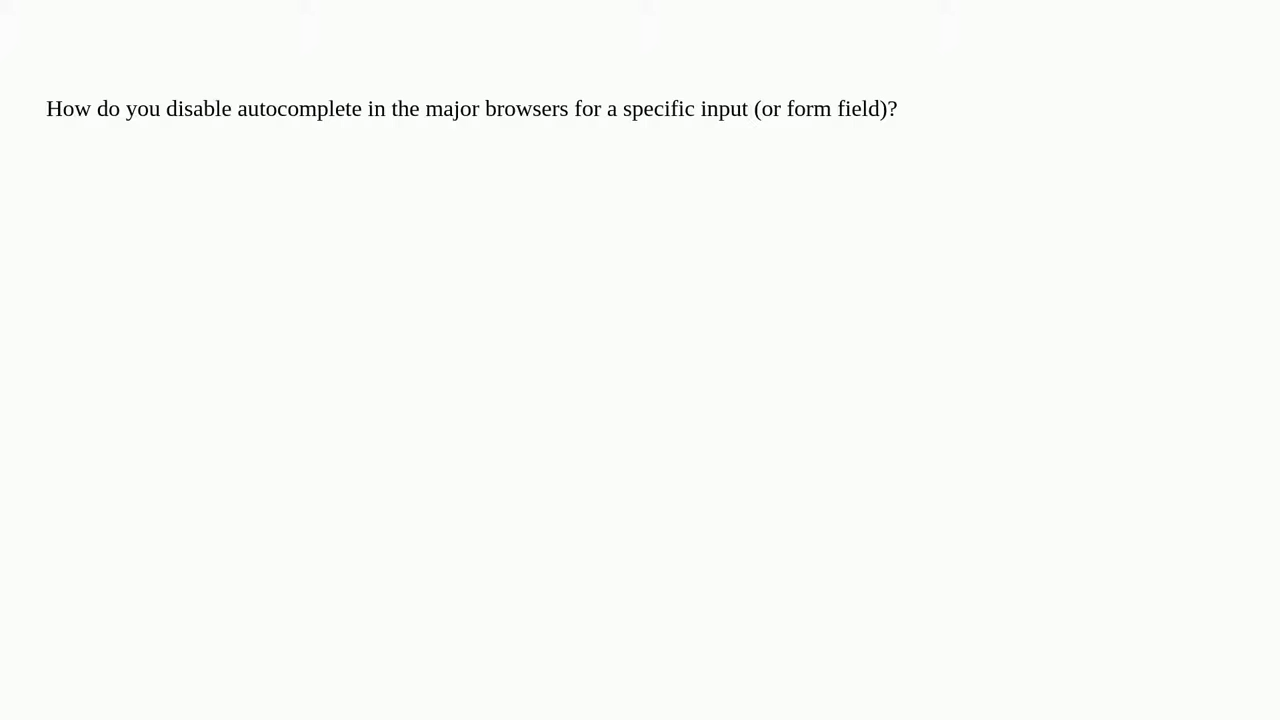 How do you disable autocomplete in the major browsers for a specific input (or form field)?